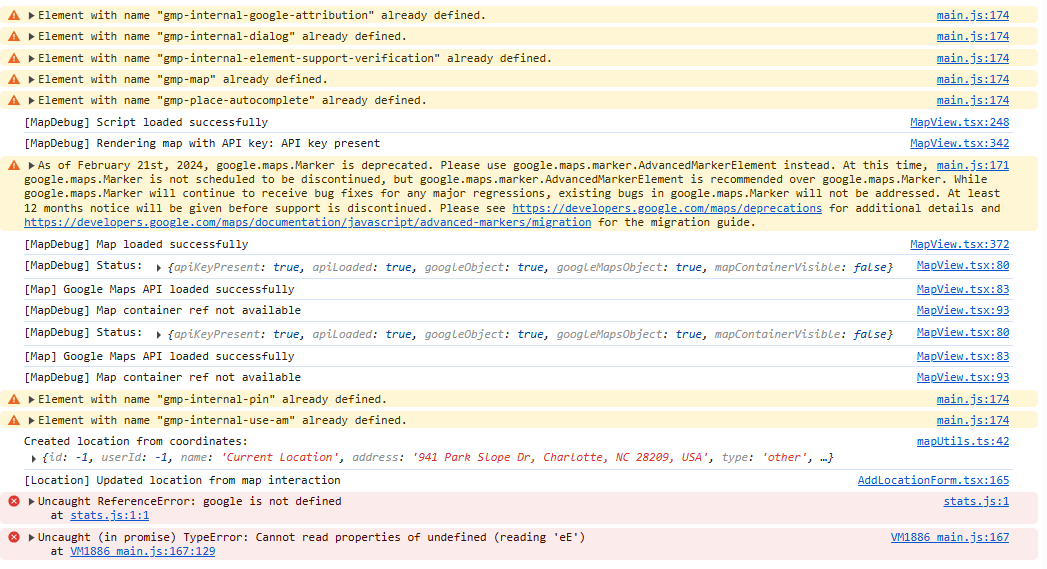 Element with name "gmp-internal-google-attribution" already defined. main.js:174
Element with name "gmp-internal-dialog" already defined. main.js:174
Element with name "gmp-internal-element-support-verification" already defined. main.js:174
Element with name "gmp-map" already defined. main.js:174
Element with name "gmp-place-autocomplete" already defined. main.js:174
[MapDebug] Script loaded successfully MapView.tsx:248
[MapDebug] Rendering map with API key: API key present MapView.tsx:342
As of February 21st, 2024, google.maps.Marker is deprecated. Please use google.maps.marker.AdvancedMarkerElement instead. At this time, main.js:171
google.maps.Marker is not scheduled to be discontinued, but google.maps.marker.AdvancedMarkerElement is recommended over google.maps.Marker. While
google.maps.Marker will continue to receive bug fixes for any major regressions, existing bugs in google.maps.Marker will not be addressed. At least
12 months notice will be given before support is discontinued. Please see https://developers.google.com/maps/deprecations for additional details and
https://developers.google.com/maps/documentation/javascript/advanced-markers/migration for the migration guide.
[MapDebug] Map loaded successfully MapView.tsx:372
[MapDebug] Status: {apiKeyPresent: true, apiLoaded: true, googleObject: true, googleMapsObject: true, mapContainerVisible: false} MapView.tsx:80
[Map] Google Maps API loaded successfully MapView.tsx:83
[MapDebug] Map container ref not available MapView.tsx:93
[MapDebug] Status: {apiKeyPresent: true, apiLoaded: true, googleObject: true, googleMapsObject: true, mapContainerVisible: false} MapView.tsx:80
[Map] Google Maps API loaded successfully MapView.tsx:83
[MapDebug] Map container ref not available MapView.tsx:93
Element with name "gmp-internal-pin" already defined. main.js:174
Element with name "gmp-internal-use-am" already defined. main.js:174
Created location from coordinates: mapUtils.ts:42
{id: -1, userId: -1, name: 'Current Location', address: '941 Park Slope Dr, Charlotte, NC 28209, USA', type: 'other', …}
[Location] Updated location from map interaction AddLocationForm.tsx:165
Uncaught ReferenceError: google is not defined stats.js:1
at stats.js:1:1
Uncaught (in promise) TypeError: Cannot read properties of undefined (reading 'eE') VM1886 main.js:167
at VM1886 main.js:167:129